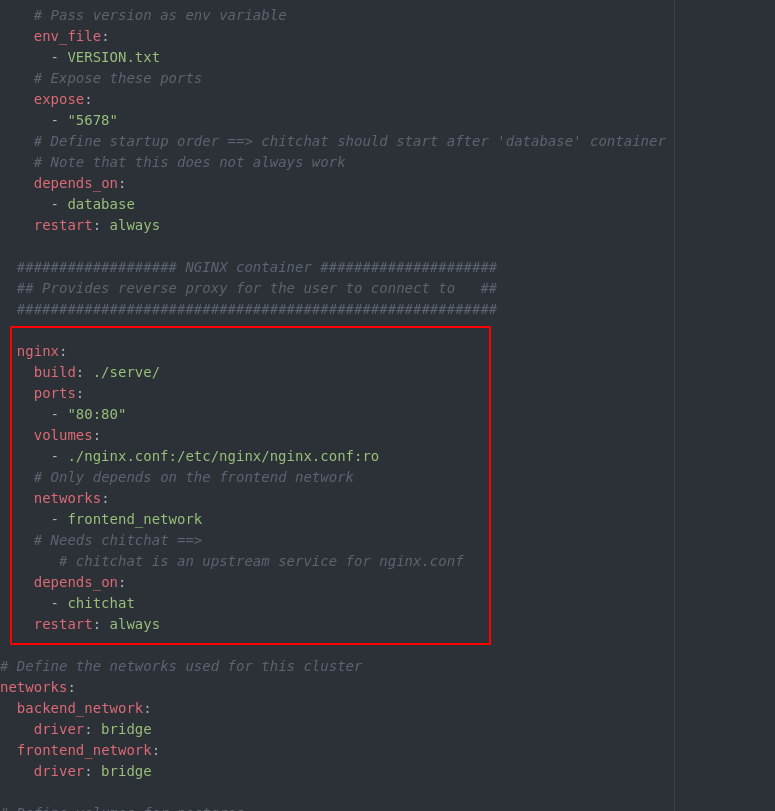 # Pass version as env variable
env_file:
- VERSION.txt
# Expose these ports
expose:
- "5678"
# Define startup order ==> chitchat should start after 'database' container
# Note that this does not always work
depends_on:
- database
restart: always
################### NGINX container #####################
## Provides reverse proxy for the user to connect to   ##
#########################################################
nginx:
build: ./serve/
ports:
- "80:80"
volumes:
- ./nginx.conf:/etc/nginx/nginx.conf:ro
# Only depends on the frontend network
networks:
- frontend_network
# Needs chitchat ==>
# chitchat is an upstream service for nginx.conf
depends_on:
- chitchat
restart: always
# Define the networks used for this cluster
networks:
backend_network:
driver: bridge
frontend_network:
driver: bridge
# Define volumes for postgres